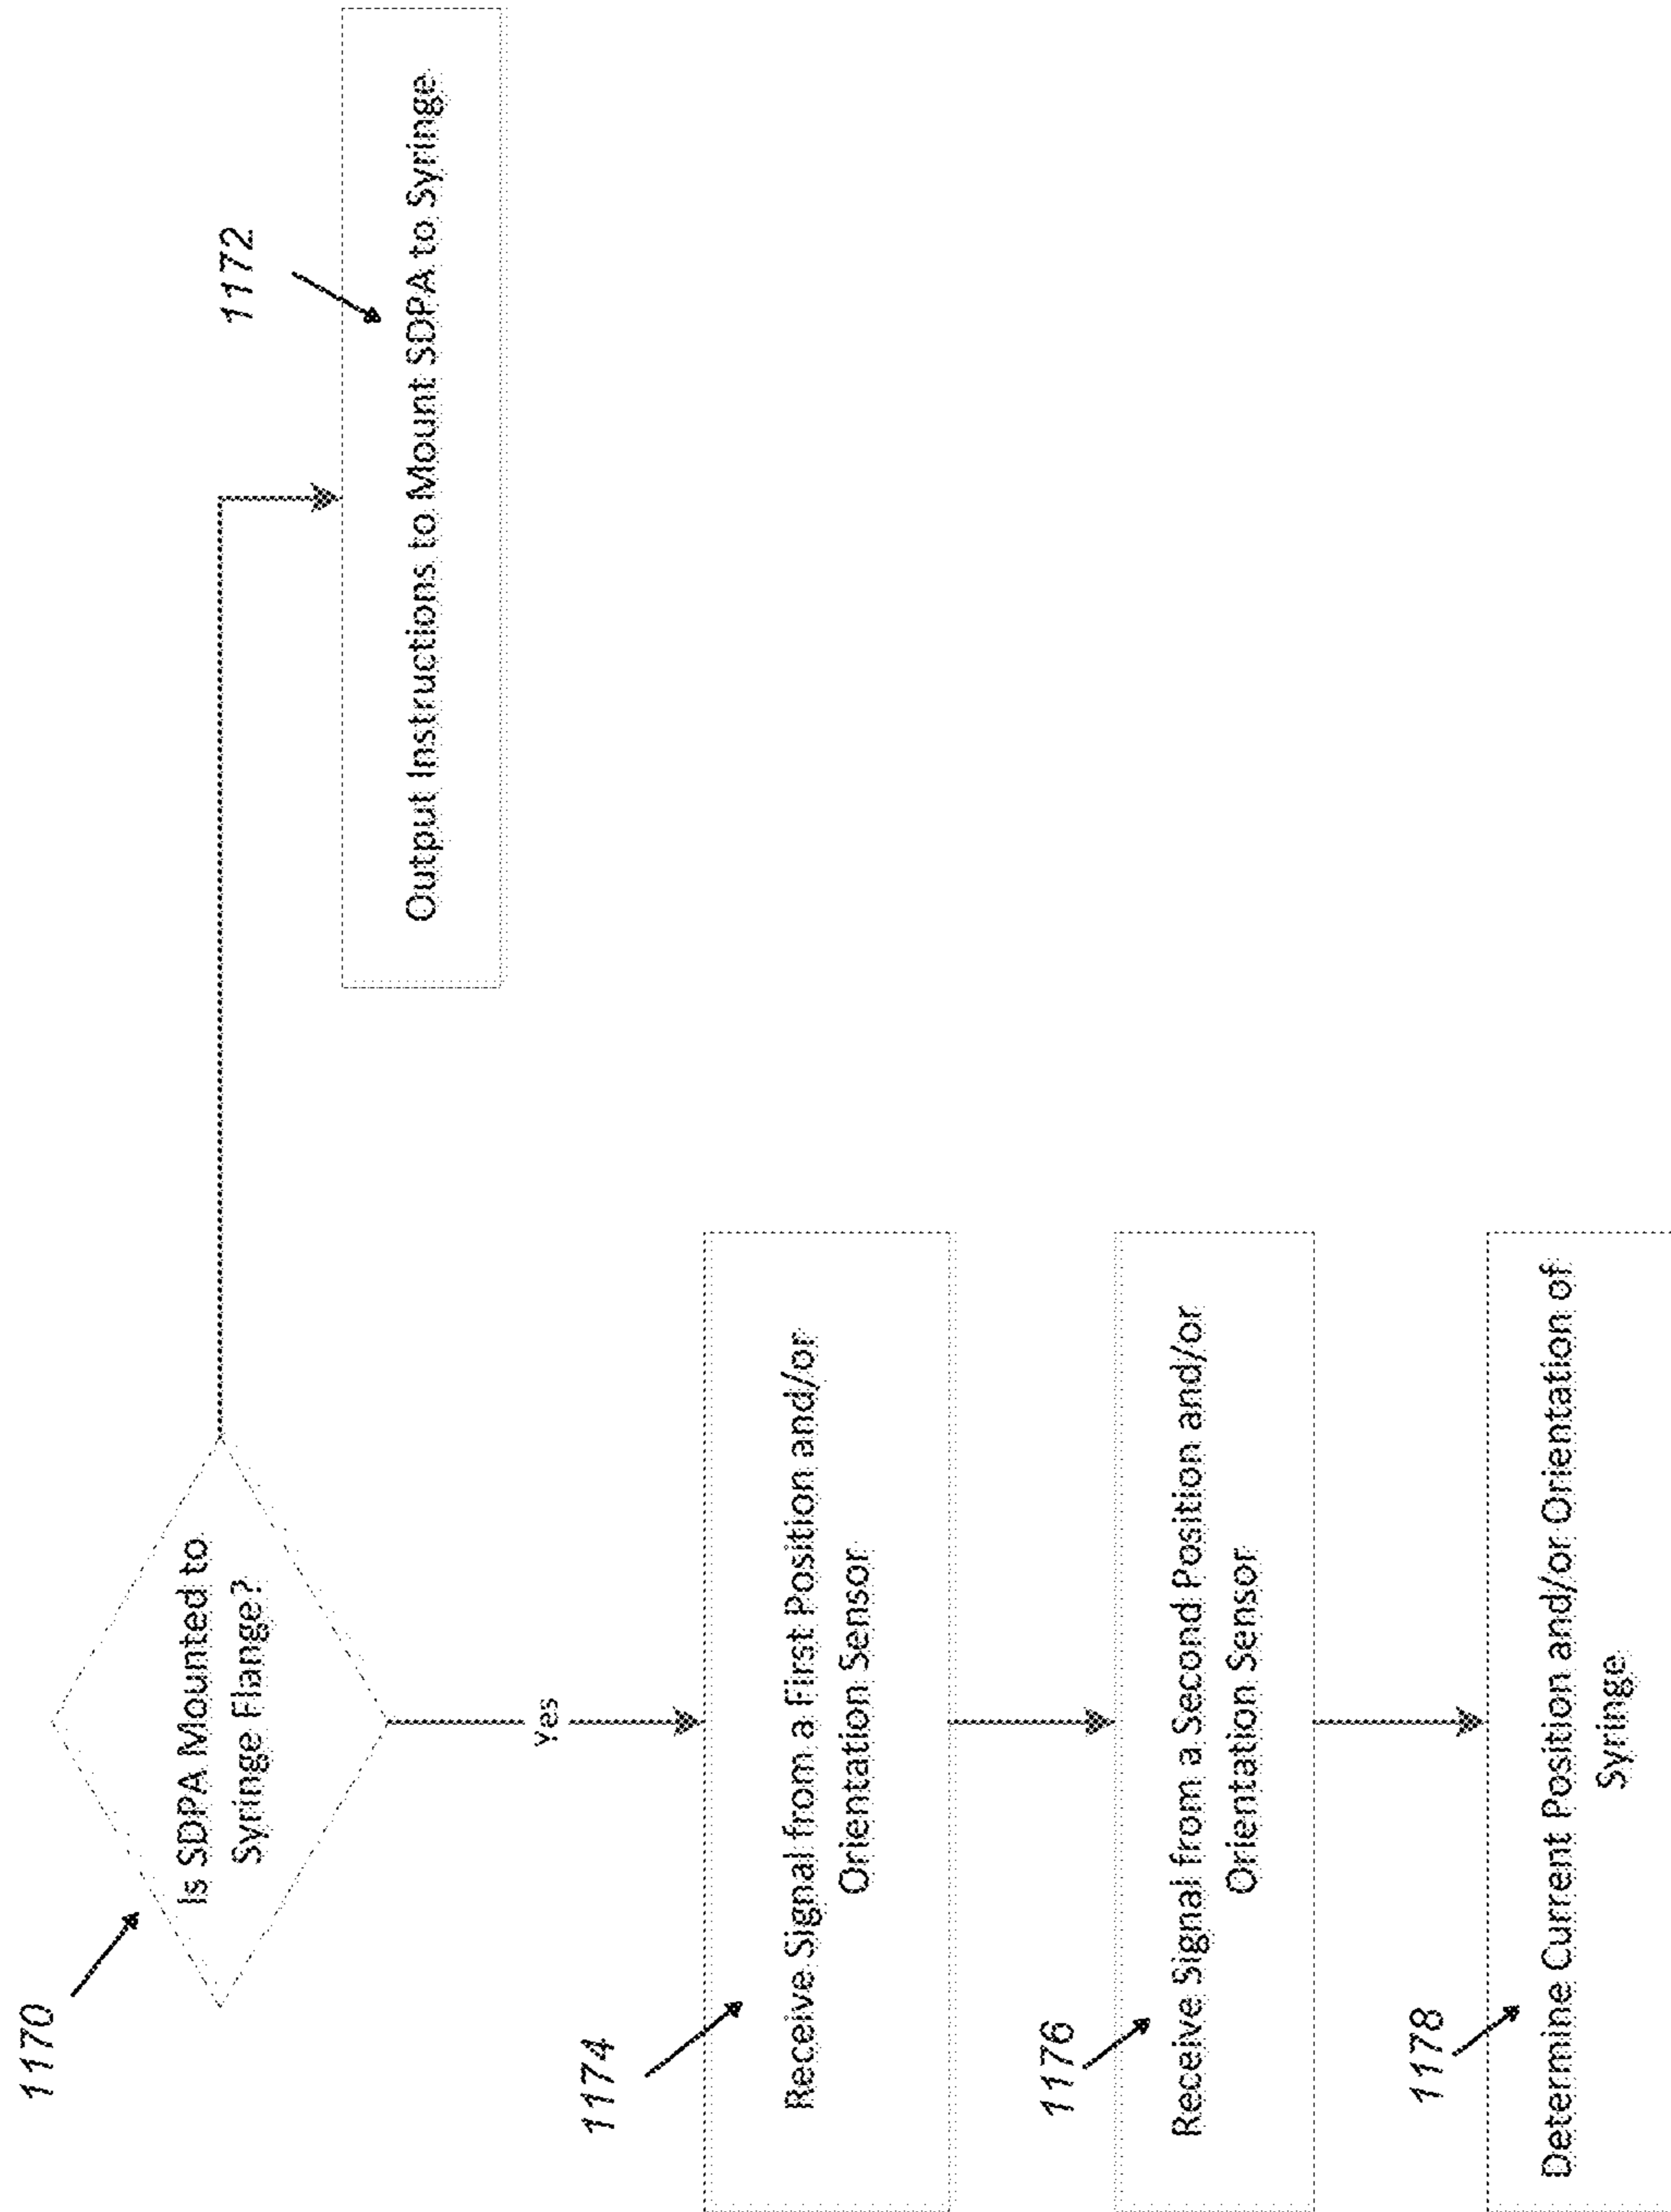 1170
Is SDPA Mounted to
Syringe Flange?
1172
Output Instructions to Mount SDPA to Syringe
Yes
1174
Receive Signal from a First Position and/or
Orientation Sensor
1176
Receive Signal from a Second Position and/or
Orientation Sensor
1178
Determine Current Position and/or Orientation of
Syringe